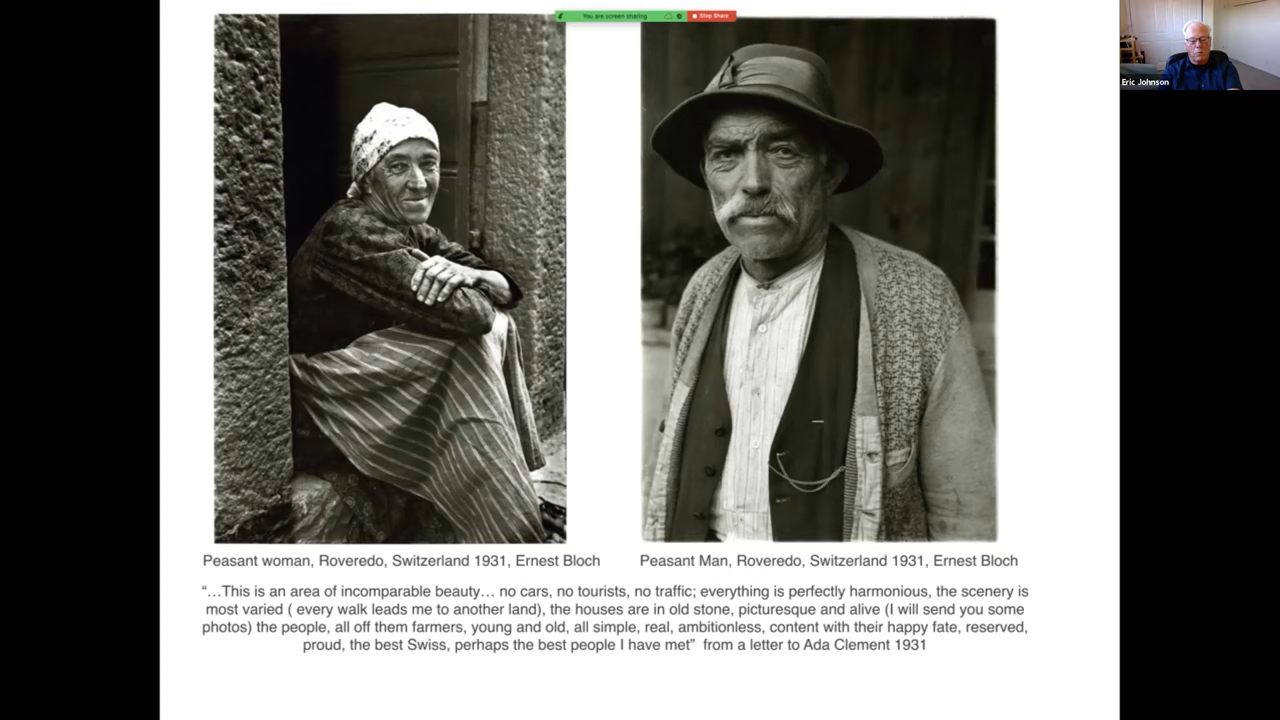 You are screen sharing
Stop Share
Eric Johnson
Peasant woman, Roveredo, Switzerland 1931, Ernest Bloch
Peasant Man, Roveredo, Switzerland 1931, Ernest Bloch
“…This is an area of incomparable beauty… no cars, no tourists, no traffic; everything is perfectly harmonious, the scenery is
most varied ( every walk leads me to another land), the houses are in old stone, picturesque and alive (I will send you some
photos) the people, all off them farmers, young and old, all simple, real, ambitionless, content with their happy fate, reserved,
proud, the best Swiss, perhaps the best people I have met” from a letter to Ada Clement 1931